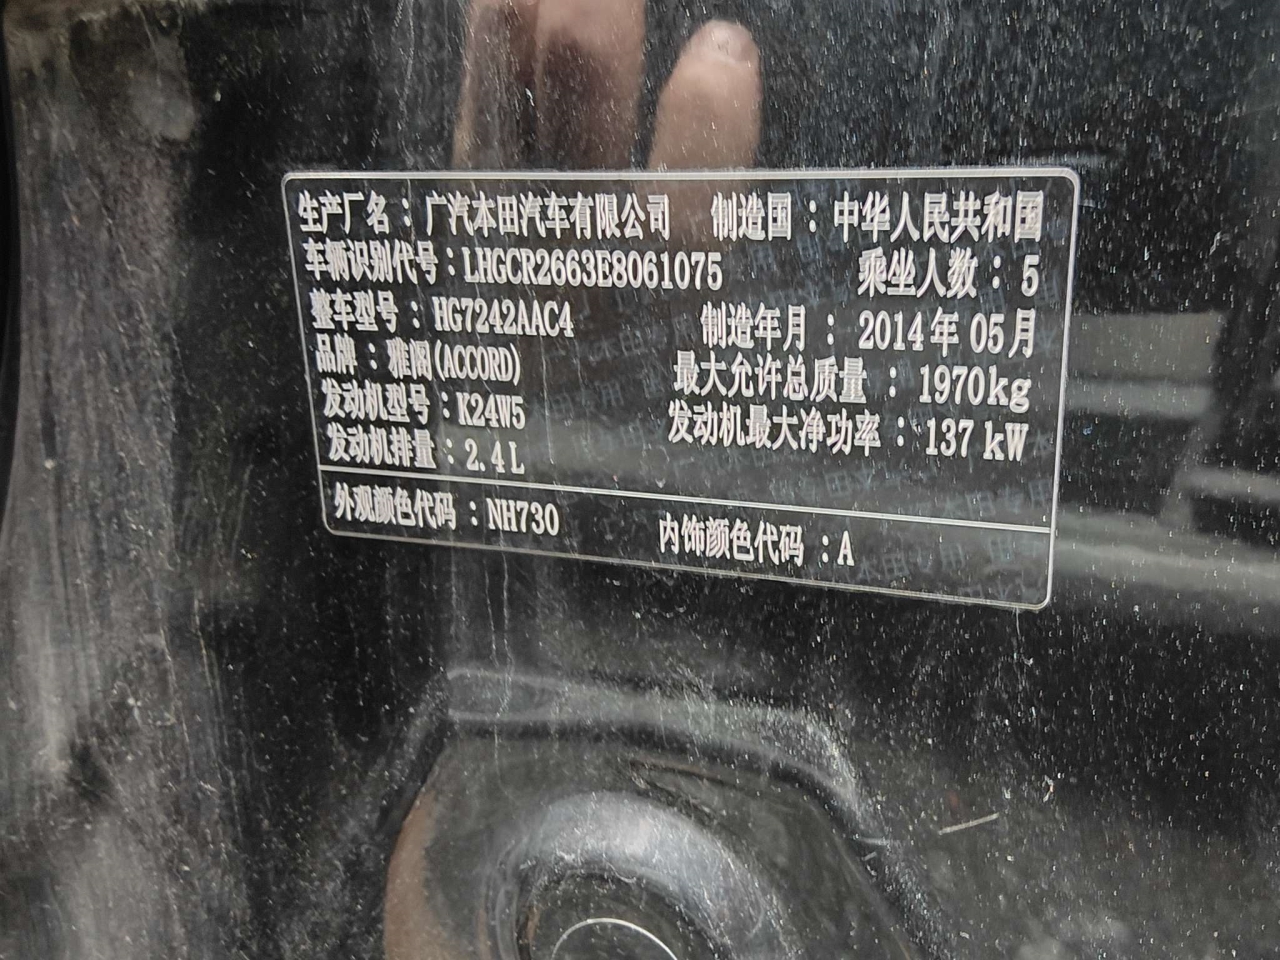 生产厂名：广汽本田汽车有限公司 制造国：中华人民共和国
车辆识别代号：LHGCR2663E8061075 乘坐人数：5
整车型号：HG7242AAC4 制造年月：2014年05月
品牌：雅阁(ACCORD) 最大允许总质量：1970kg
发动机型号：K24W5 发动机最大净功率：137kW
发动机排量：2.4L
外观颜色代码：NH730 内饰颜色代码：A